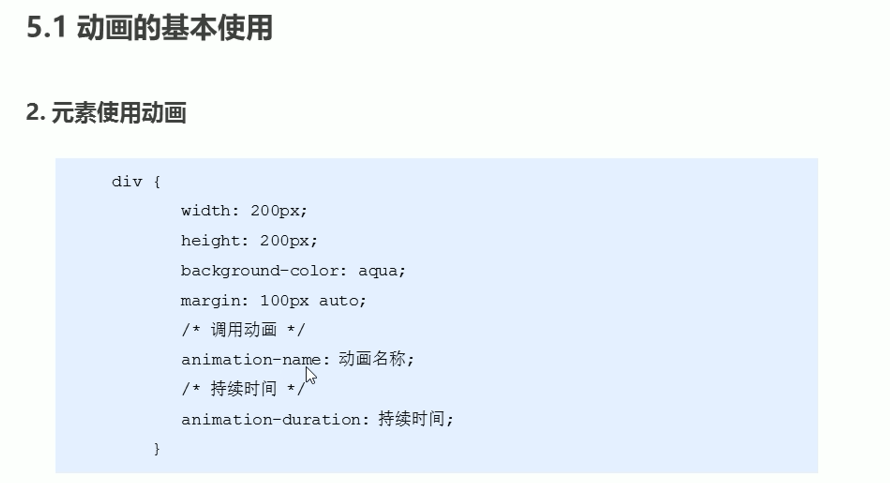 5.1 动画的基本使用
2. 元素使用动画
div {
width: 200px;
height: 200px;
background-color: aqua;
margin: 100px auto;
/* 调用动画 */
animation-name: 动画名称;
/* 持续时间 */
animation-duration: 持续时间;
}